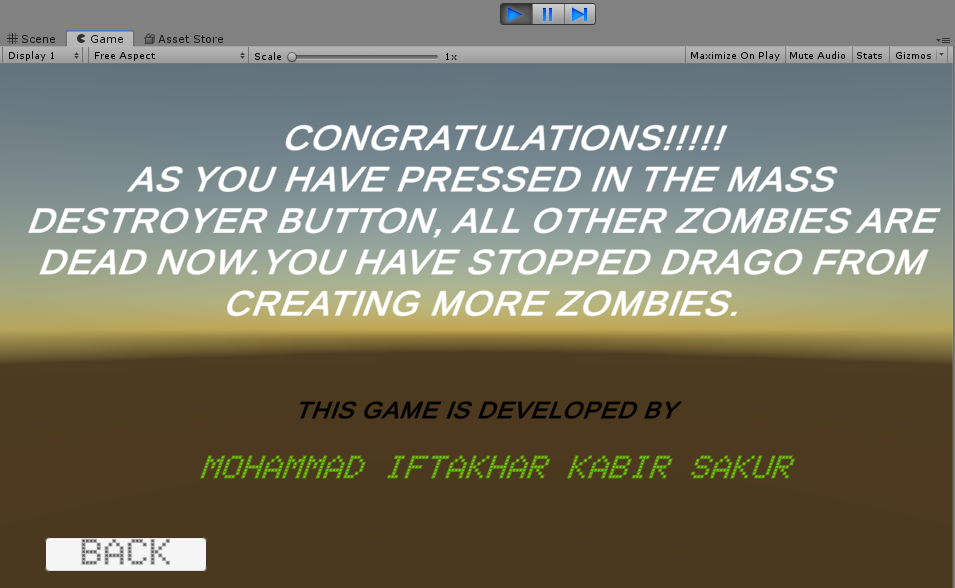 Scene Game Asset Store
Display 1 Free Aspect Scale 1x Maximize On Play Mute Audio Stats Gizmos
CONGRATULATIONS!!!!!
AS YOU HAVE PRESSED IN THE MASS
DESTROYER BUTTON, ALL OTHER ZOMBIES ARE
DEAD NOW.YOU HAVE STOPPED DRAGO FROM
CREATING MORE ZOMBIES.
THIS GAME IS DEVELOPED BY
MOHAMMAD IFTAKHAR KABIR SAKUR
BACK